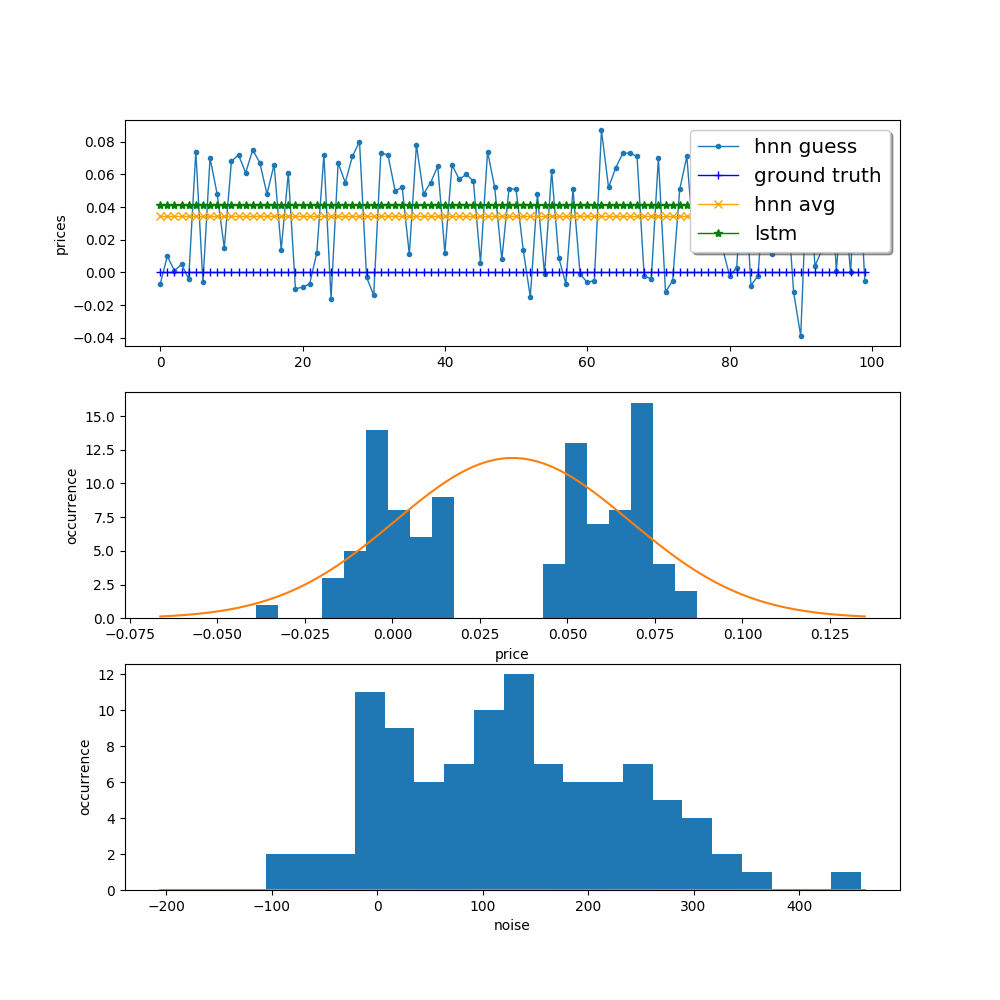 0.08
0.06
0.04
0.02
0.00
−0.02
−0.04
prices
hnn guess
ground truth
hnn avg
lstm
0 20 40 60 80 100
15.0
12.5
10.0
7.5
5.0
2.5
0.0
occurrence
−0.075 −0.050 −0.025 0.000 0.025 0.050 0.075 0.100 0.125
price
12
10
8
6
4
2
0
occurrence
−200 −100 0 100 200 300 400
noise